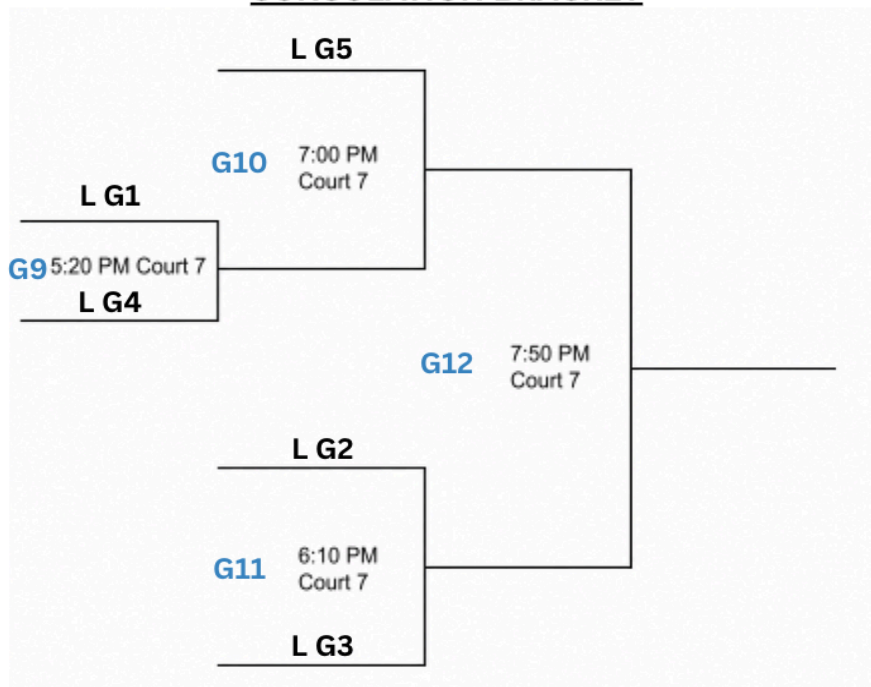 L G5
G10
7:00 PM
Court 7
L G1
G9 5:20 PM Court 7
L G4
G12
7:50 PM
Court 7
L G2
G11
6:10 PM
Court 7
L G3